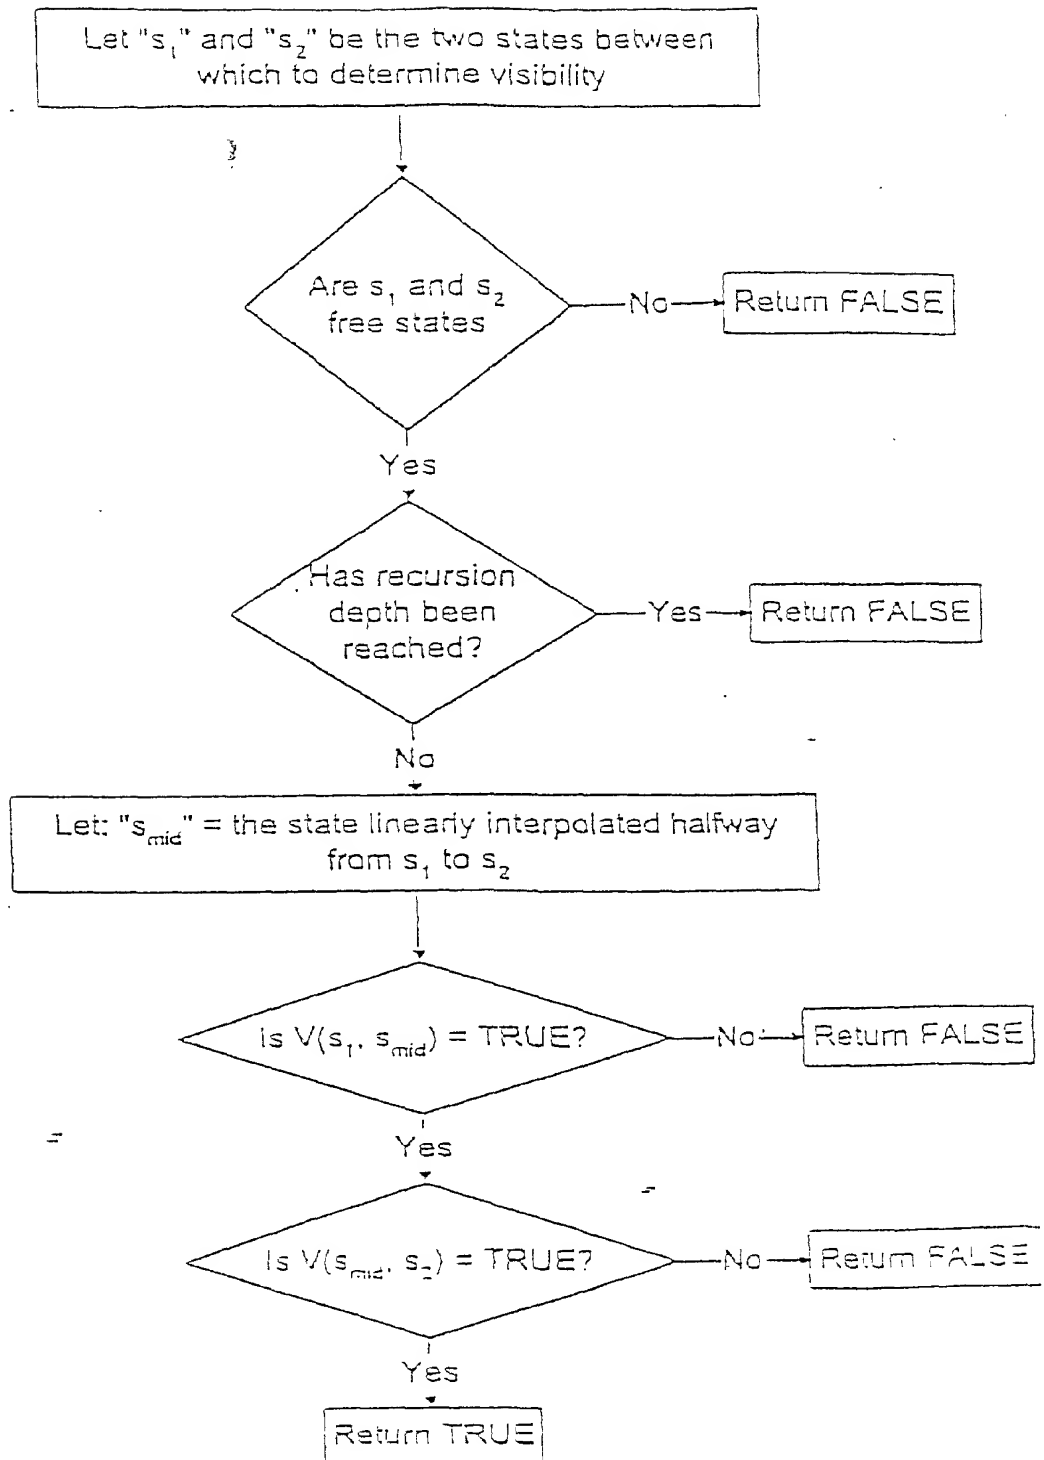 Let "s₁" and "s₂" be the two states between
which to determine visibility
Are s₁ and s₂
free states
No
Return FALSE
Yes
Has recursion
depth been
reached?
Yes
Return FALSE
No
Let: "s_mid" = the state linearly interpolated halfway
from s₁ to s₂
Is V(s₁, s_mid) = TRUE?
No
Return FALSE
Yes
Is V(s_mid, s₂) = TRUE?
No
Return FALSE
Yes
Return TRUE